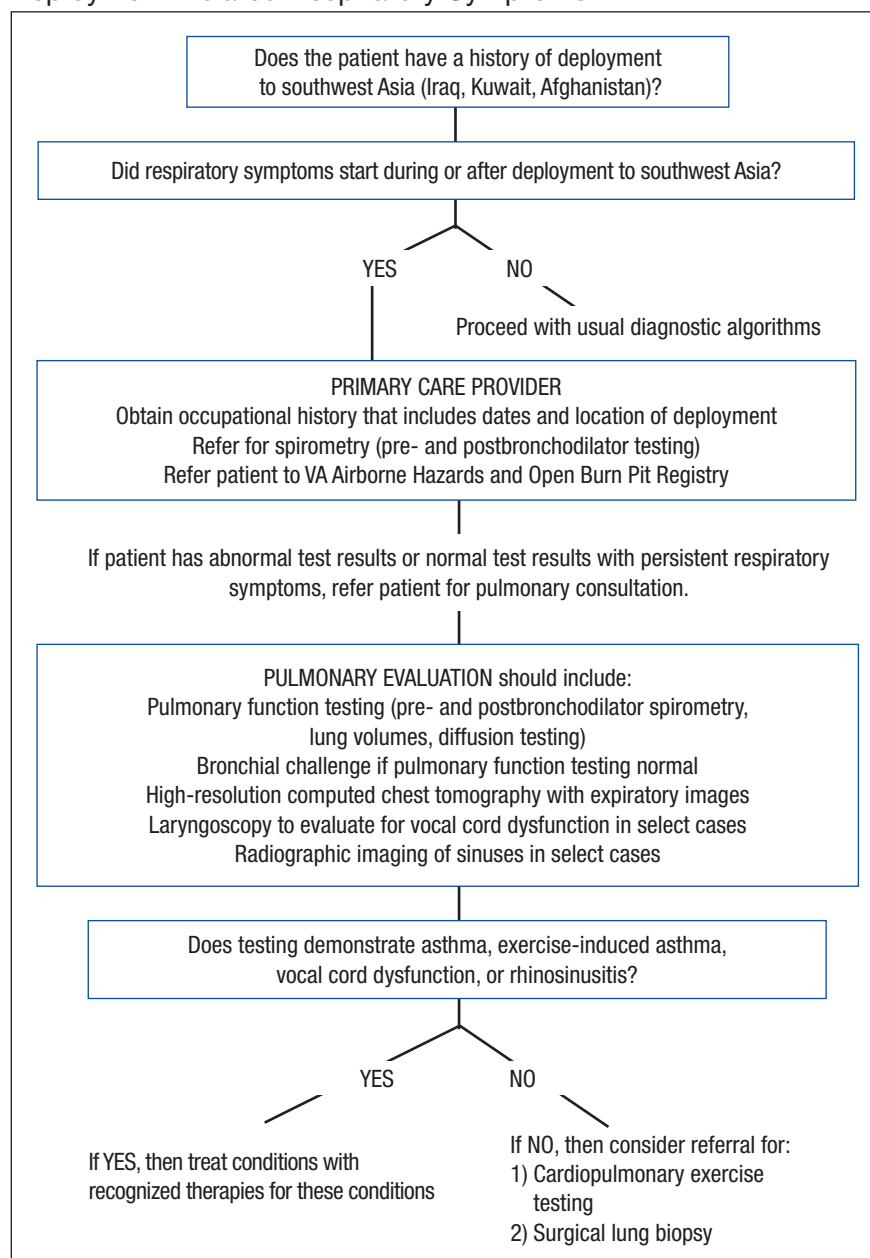 Does the patient have a history of deployment
to southwest Asia (Iraq, Kuwait, Afghanistan)?
Did respiratory symptoms start during or after deployment to southwest Asia?
YES
NO
Proceed with usual diagnostic algorithms
PRIMARY CARE PROVIDER
Obtain occupational history that includes dates and location of deployment
Refer for spirometry (pre- and postbronchodilator testing)
Refer patient to VA Airborne Hazards and Open Burn Pit Registry
If patient has abnormal test results or normal test results with persistent respiratory
symptoms, refer patient for pulmonary consultation.
PULMONARY EVALUATION should include:
Pulmonary function testing (pre- and postbronchodilator spirometry,
lung volumes, diffusion testing)
Bronchial challenge if pulmonary function testing normal
High-resolution computed chest tomography with expiratory images
Laryngoscopy to evaluate for vocal cord dysfunction in select cases
Radiographic imaging of sinuses in select cases
Does testing demonstrate asthma, exercise-induced asthma,
vocal cord dysfunction, or rhinosinusitis?
YES
NO
If YES, then treat conditions with
recognized therapies for these conditions
If NO, then consider referral for:
1) Cardiopulmonary exercise
testing
2) Surgical lung biopsy